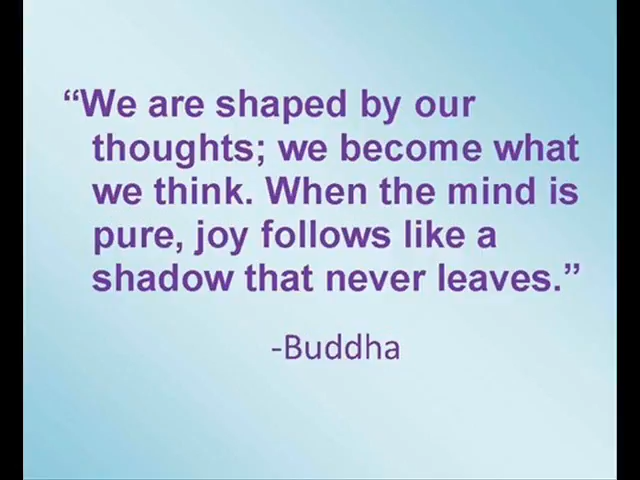 “We are shaped by our
thoughts; we become what
we think. When the mind is
pure, joy follows like a
shadow that never leaves.”
-Buddha